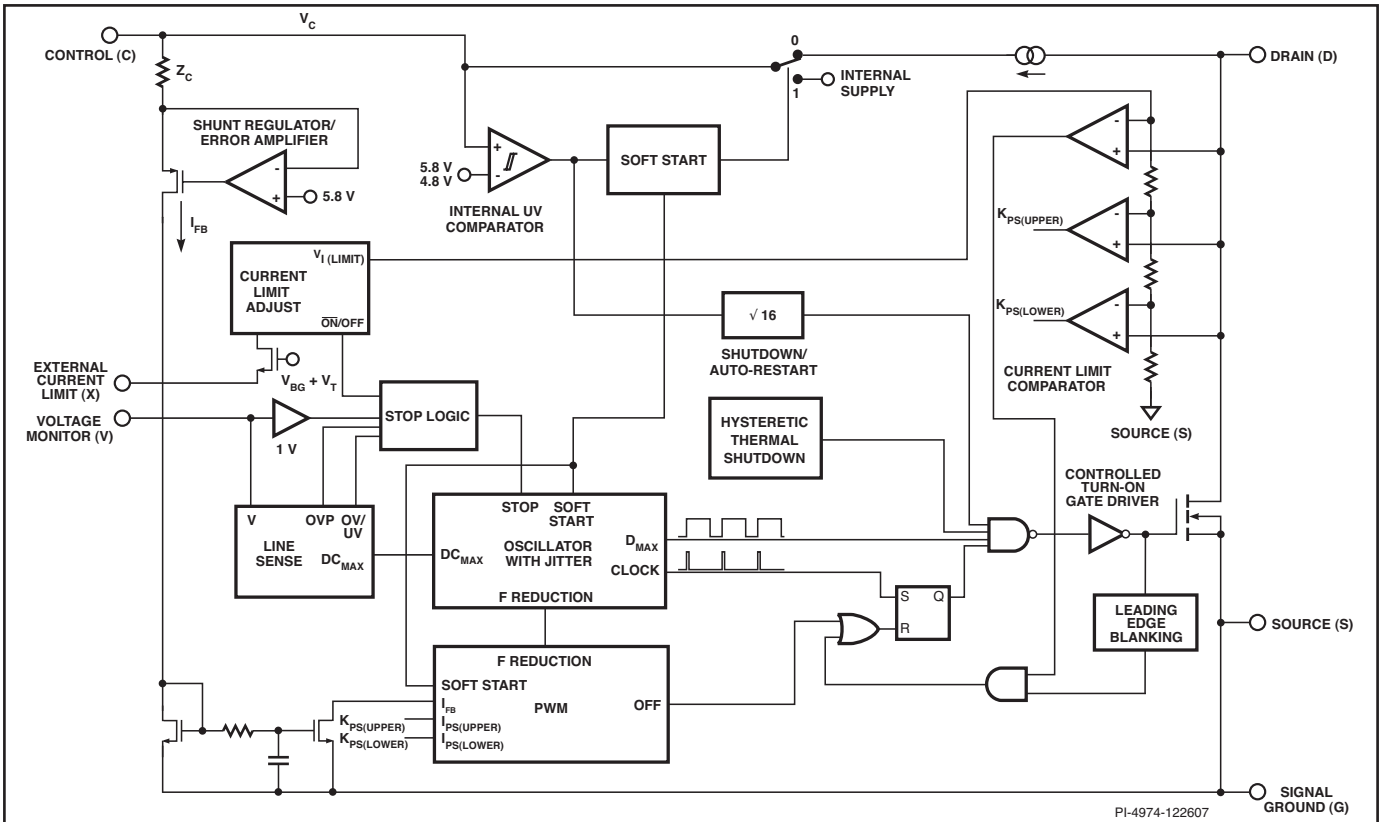 V_C
CONTROL (C)
Z_C
0
1
INTERNAL
SUPPLY
DRAIN (D)
SHUNT REGULATOR/
ERROR AMPLIFIER
-
+
5.8 V
I_FB
+
-
5.8 V
4.8 V
INTERNAL UV
COMPARATOR
SOFT START
-
+
K_PS(UPPER)
-
+
K_PS(LOWER)
-
+
CURRENT LIMIT
COMPARATOR
SOURCE (S)
V_I (LIMIT)
CURRENT
LIMIT
ADJUST
ON/OFF
√ 16
SHUTDOWN/
AUTO-RESTART
EXTERNAL
CURRENT
LIMIT (X)
V_BG + V_T
VOLTAGE
MONITOR (V)
1 V
STOP LOGIC
HYSTERETIC
THERMAL
SHUTDOWN
CONTROLLED
TURN-ON
GATE DRIVER
V
OVP
OV/
UV
LINE
SENSE
DC_MAX
STOP
SOFT
START
DC_MAX
OSCILLATOR
WITH JITTER
D_MAX
CLOCK
F REDUCTION
S
Q
R
LEADING
EDGE
BLANKING
SOURCE (S)
F REDUCTION
SOFT START
I_FB
PWM
OFF
K_PS(UPPER)
I_PS(UPPER)
K_PS(LOWER)
I_PS(LOWER)
SIGNAL
GROUND (G)
PI-4974-122607